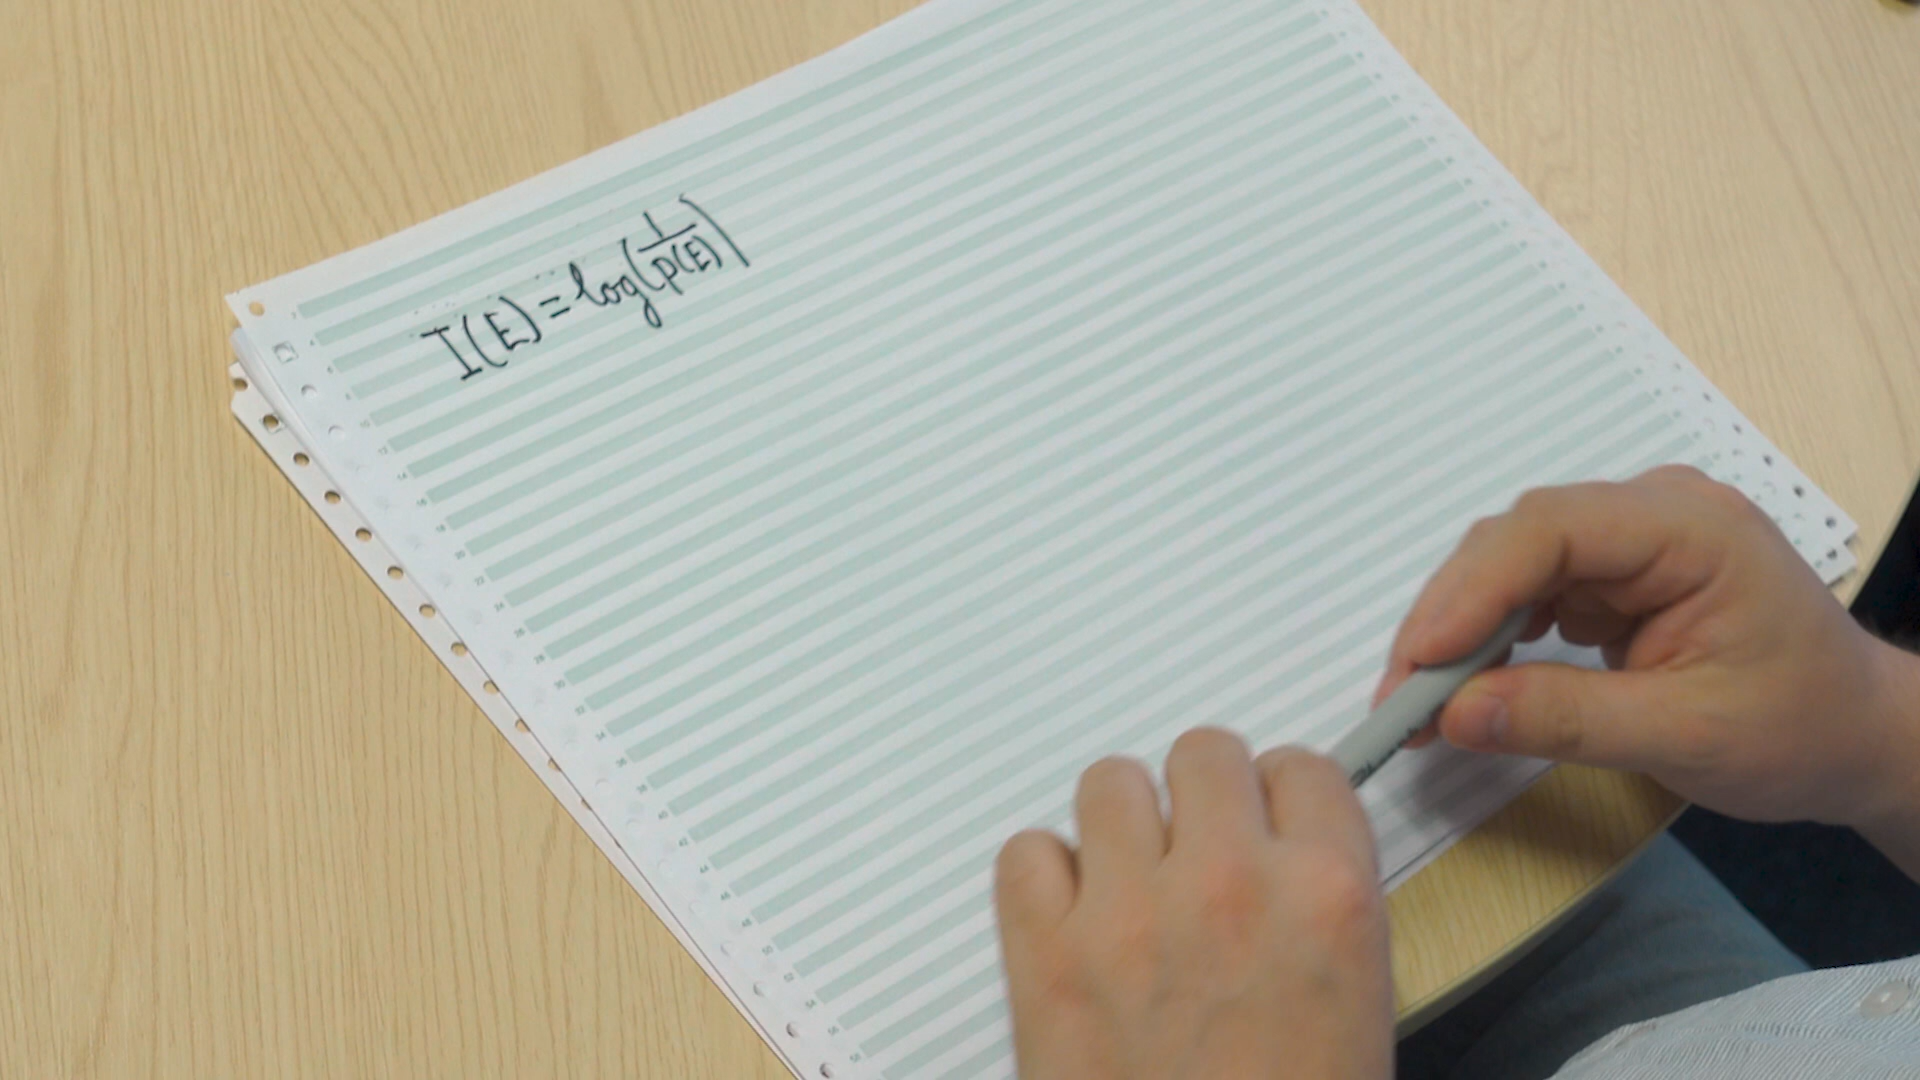 I(E) = log(1/p(E))